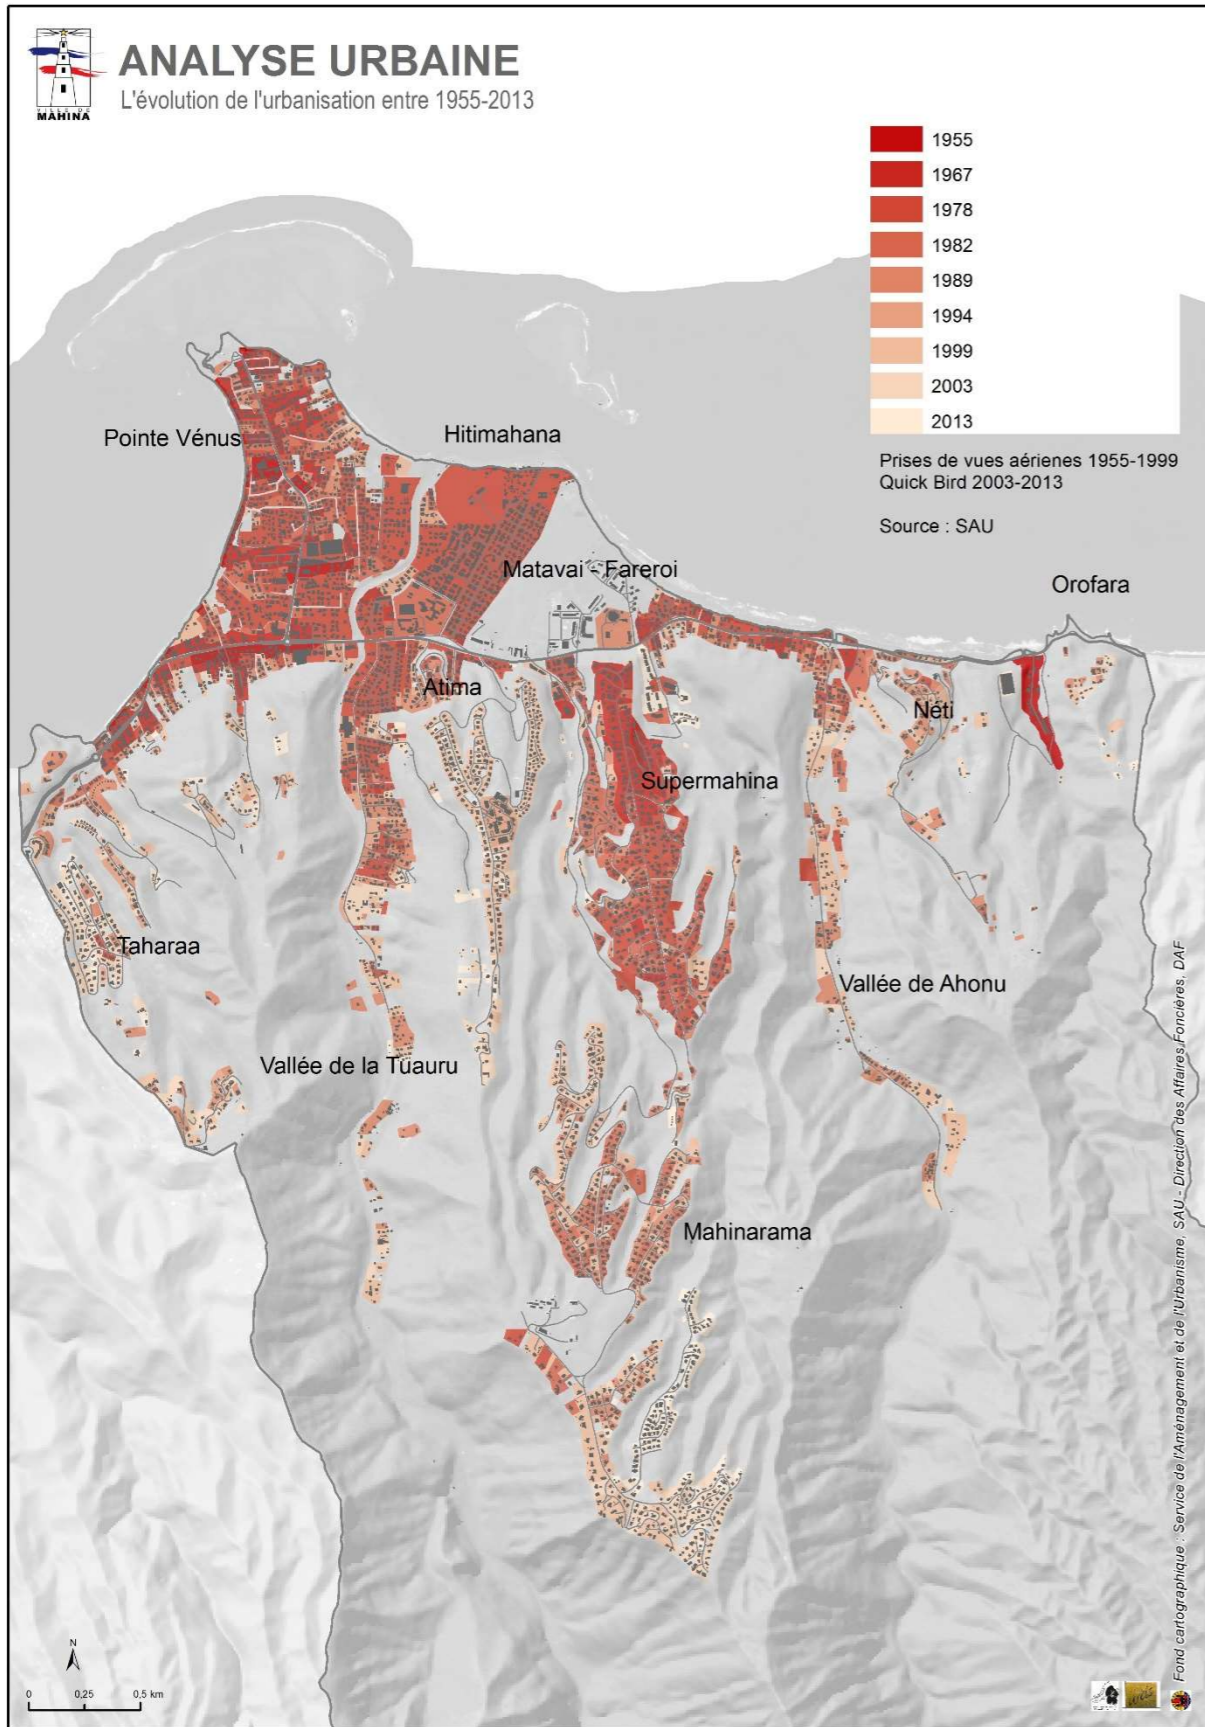 VILLE DE
MAHINA
ANALYSE URBAINE
L'évolution de l'urbanisation entre 1955-2013
1955
1967
1978
1982
1989
1994
1999
2003
2013
Prises de vues aérienes 1955-1999
Quick Bird 2003-2013
Source : SAU
Pointe Vénus
Hitimahana
Matavai - Fareroi
Orofara
Atima
Néti
Supermahina
Taharaa
Vallée de Ahonu
Vallée de la Tuauru
Mahinarama
N
0 0,25 0,5 km
Fond cartographique : Service de l'Aménagement et de l'Urbanisme, SAU - Direction des Affaires Foncières, DAF